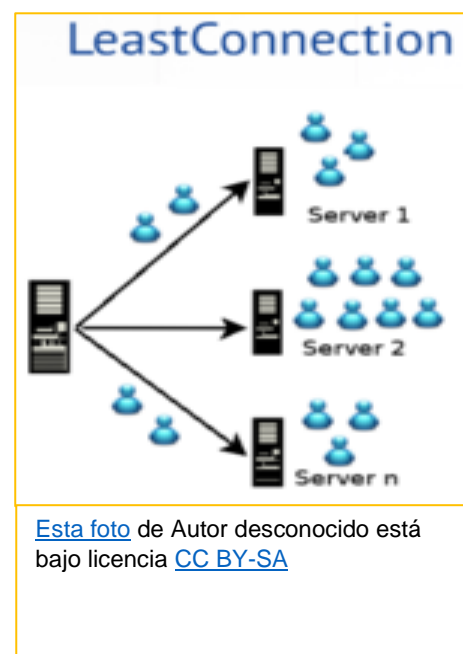 LeastConnection
Server 1
Server 2
Server n
Esta foto de Autor desconocido está
bajo licencia CC BY-SA